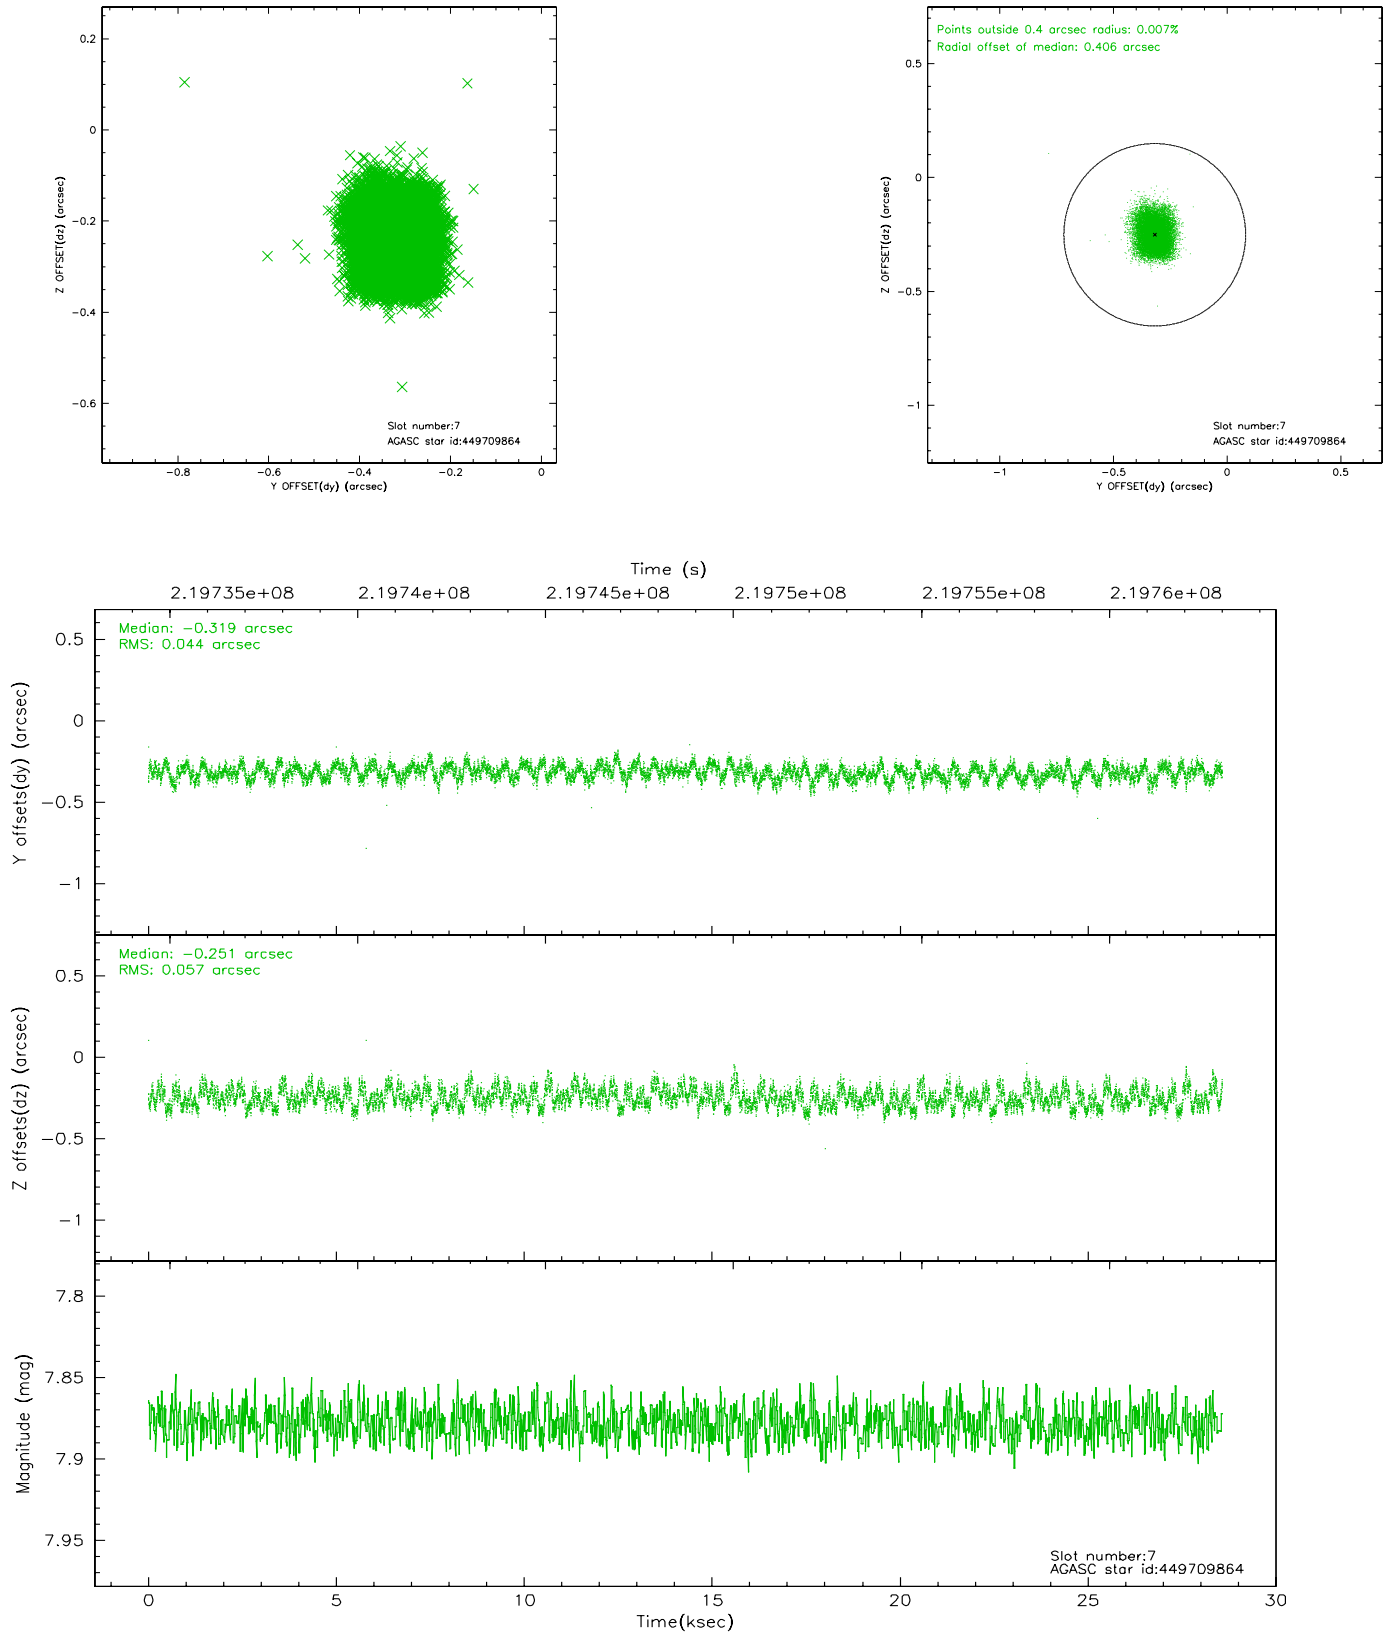 0.2
0
−0.2
−0.4
−0.6
Z OFFSET(dz) (arcsec)
−0.8
−0.6
−0.4
−0.2
0
Y OFFSET(dy) (arcsec)
Slot number:7
AGASC star id:449709864
Points outside 0.4 arcsec radius: 0.007%
Radial offset of median: 0.406 arcsec
0.5
0
−0.5
−1
Z OFFSET(dz) (arcsec)
−1
−0.5
0
0.5
Y OFFSET(dy) (arcsec)
Slot number:7
AGASC star id:449709864
Time (s)
2.19735e+08
2.1974e+08
2.19745e+08
2.1975e+08
2.19755e+08
2.1976e+08
Median: −0.319 arcsec
RMS: 0.044 arcsec
0.5
0
−0.5
−1
Y offsets(dy) (arcsec)
Median: −0.251 arcsec
RMS: 0.057 arcsec
0.5
0
−0.5
−1
Z offsets(dz) (arcsec)
7.8
7.85
7.9
7.95
Magnitude (mag)
Slot number:7
AGASC star id:449709864
0
5
10
15
20
25
30
Time(ksec)